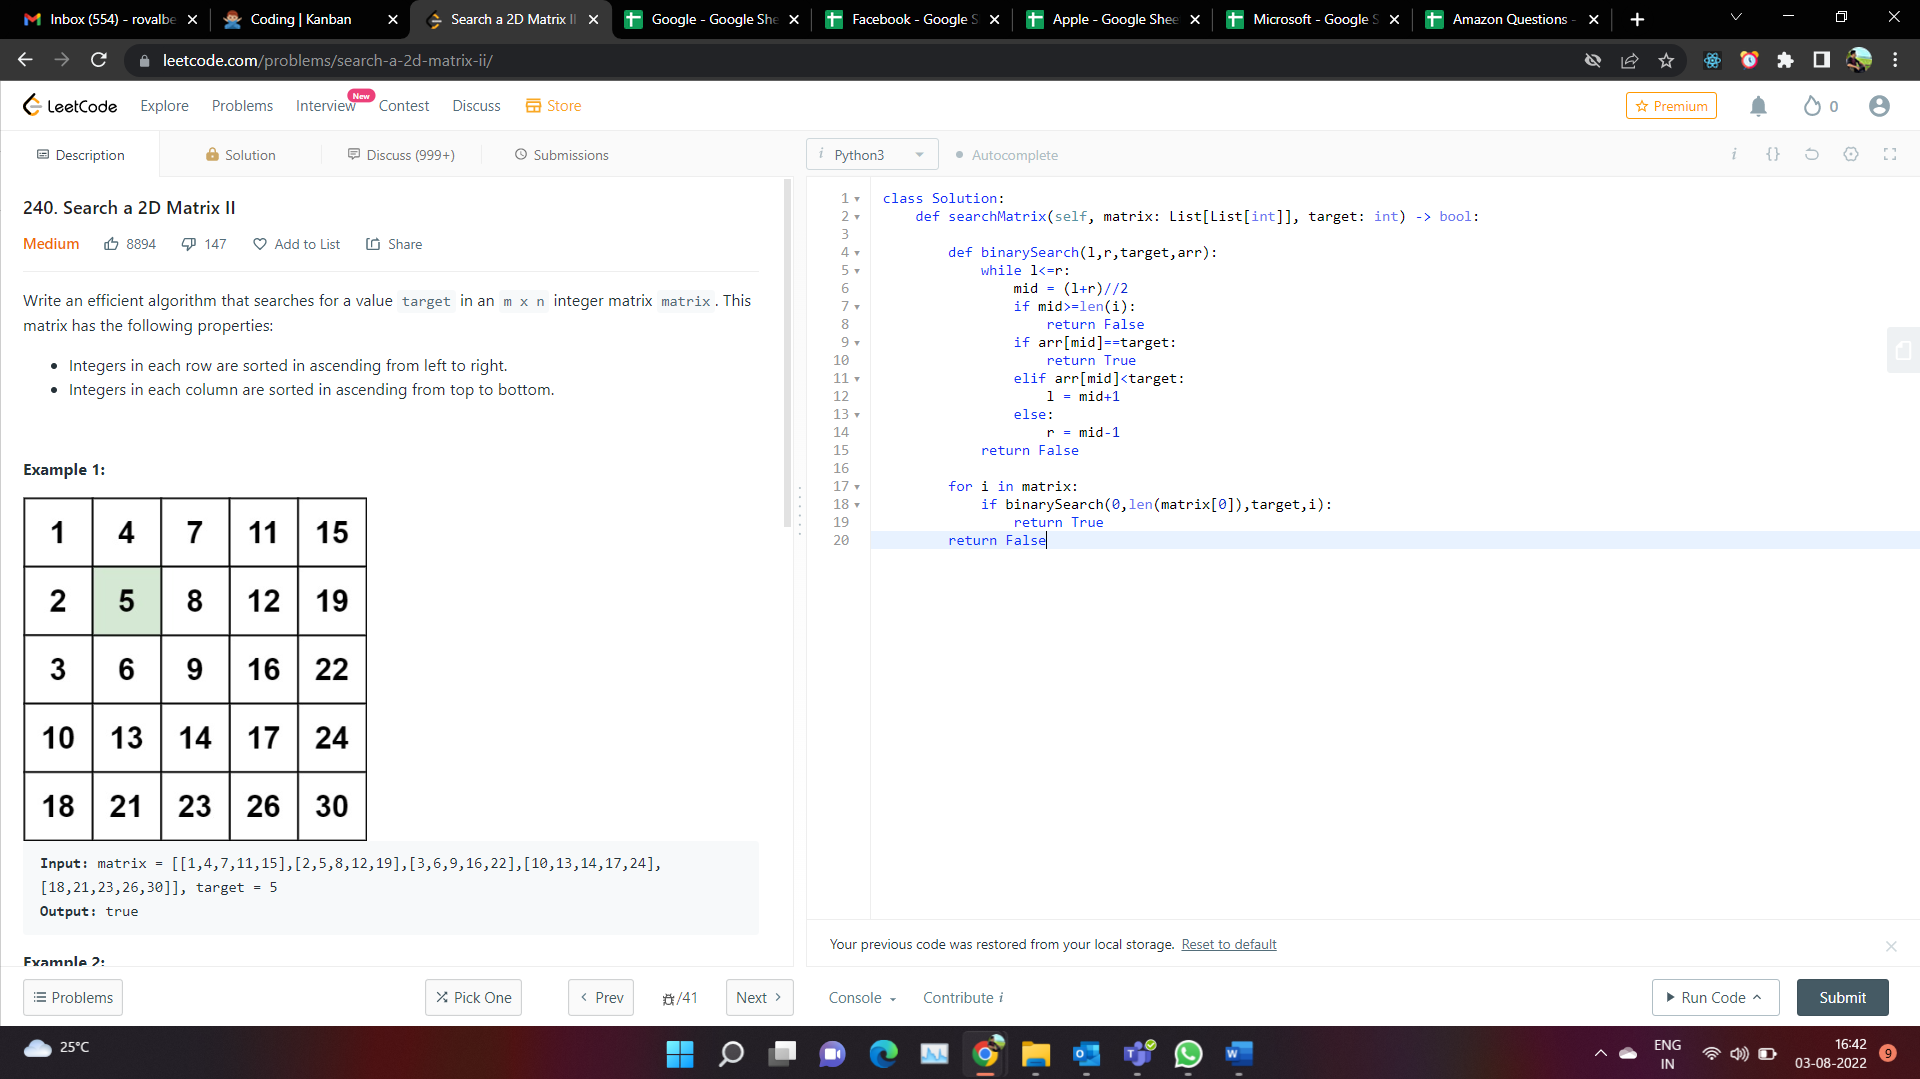 Inbox (554) - rovalbe
Coding | Kanban
Search a 2D Matrix II
Google - Google She
Facebook - Google S
Apple - Google Shee
Microsoft - Google S
Amazon Questions -
leetcode.com/problems/search-a-2d-matrix-ii/
LeetCode Explore Problems Interview New Contest Discuss Store
Premium 0
Description Solution Discuss (999+) Submissions
i Python3 Autocomplete i {}
240. Search a 2D Matrix II
Medium 8894 147 Add to List Share
Write an efficient algorithm that searches for a value target in an m x n integer matrix matrix. This
matrix has the following properties:
• Integers in each row are sorted in ascending from left to right.
• Integers in each column are sorted in ascending from top to bottom.
Example 1:
1 4 7 11 15
2 5 8 12 19
3 6 9 16 22
10 13 14 17 24
18 21 23 26 30
Input: matrix = [[1,4,7,11,15],[2,5,8,12,19],[3,6,9,16,22],[10,13,14,17,24],
[18,21,23,26,30]], target = 5
Output: true
Example 2:
1 class Solution:
2 def searchMatrix(self, matrix: List[List[int]], target: int) -> bool:
3
4 def binarySearch(l,r,target,arr):
5 while l<=r:
6 mid = (l+r)//2
7 if mid>=len(i):
8 return False
9 if arr[mid]==target:
10 return True
11 elif arr[mid]<target:
12 l = mid+1
13 else:
14 r = mid-1
15 return False
16
17 for i in matrix:
18 if binarySearch(0,len(matrix[0]),target,i):
19 return True
20 return False
Your previous code was restored from your local storage. Reset to default
Problems Pick One Prev /41 Next
Console Contribute i Run Code Submit
25°C
ENG
IN
16:42
03-08-2022
9